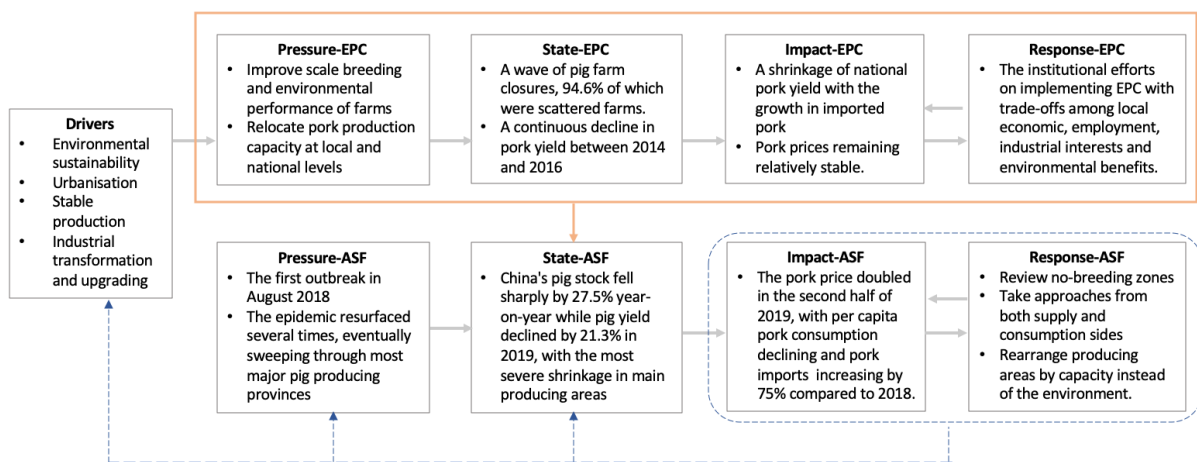 Drivers
• Environmental
sustainability
• Urbanisation
• Stable
production
• Industrial
transformation
and upgrading
Pressure-EPC
• Improve scale breeding
and environmental
performance of farms
• Relocate pork production
capacity at local and
national levels
State-EPC
• A wave of pig farm
closures, 94.6% of which
were scattered farms.
• A continuous decline in
pork yield between 2014
and 2016
Impact-EPC
• A shrinkage of national
pork yield with the
growth in imported
pork
• Pork prices remaining
relatively stable.
Response-EPC
• The institutional efforts
on implementing EPC with
trade-offs among local
economic, employment,
industrial interests and
environmental benefits.
Pressure-ASF
• The first outbreak in
August 2018
• The epidemic resurfaced
several times, eventually
sweeping through most
major pig producing
provinces
State-ASF
• China's pig stock fell
sharply by 27.5% year-
on-year while pig yield
declined by 21.3% in
2019, with the most
severe shrinkage in main
producing areas
Impact-ASF
• The pork price doubled
in the second half of
2019, with per capita
pork consumption
declining and pork
imports increasing by
75% compared to 2018.
Response-ASF
• Review no-breeding zones
• Take approaches from
both supply and
consumption sides
• Rearrange producing
areas by capacity instead
of the environment.